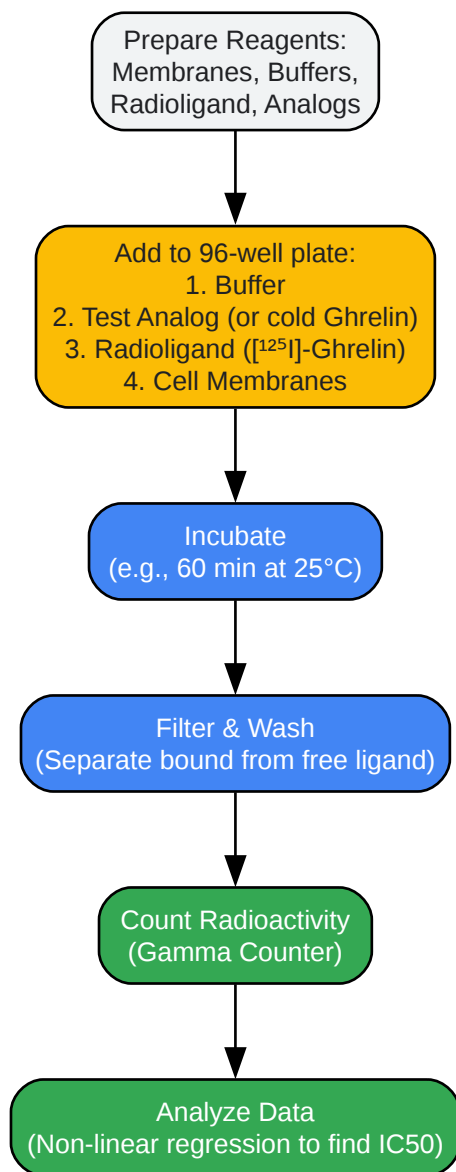 Prepare Reagents:
Membranes, Buffers,
Radioligand, Analogs
Add to 96-well plate:
1. Buffer
2. Test Analog (or cold Ghrelin)
3. Radioligand ([¹²⁵I]-Ghrelin)
4. Cell Membranes
Incubate
(e.g., 60 min at 25°C)
Filter & Wash
(Separate bound from free ligand)
Count Radioactivity
(Gamma Counter)
Analyze Data
(Non-linear regression to find IC50)